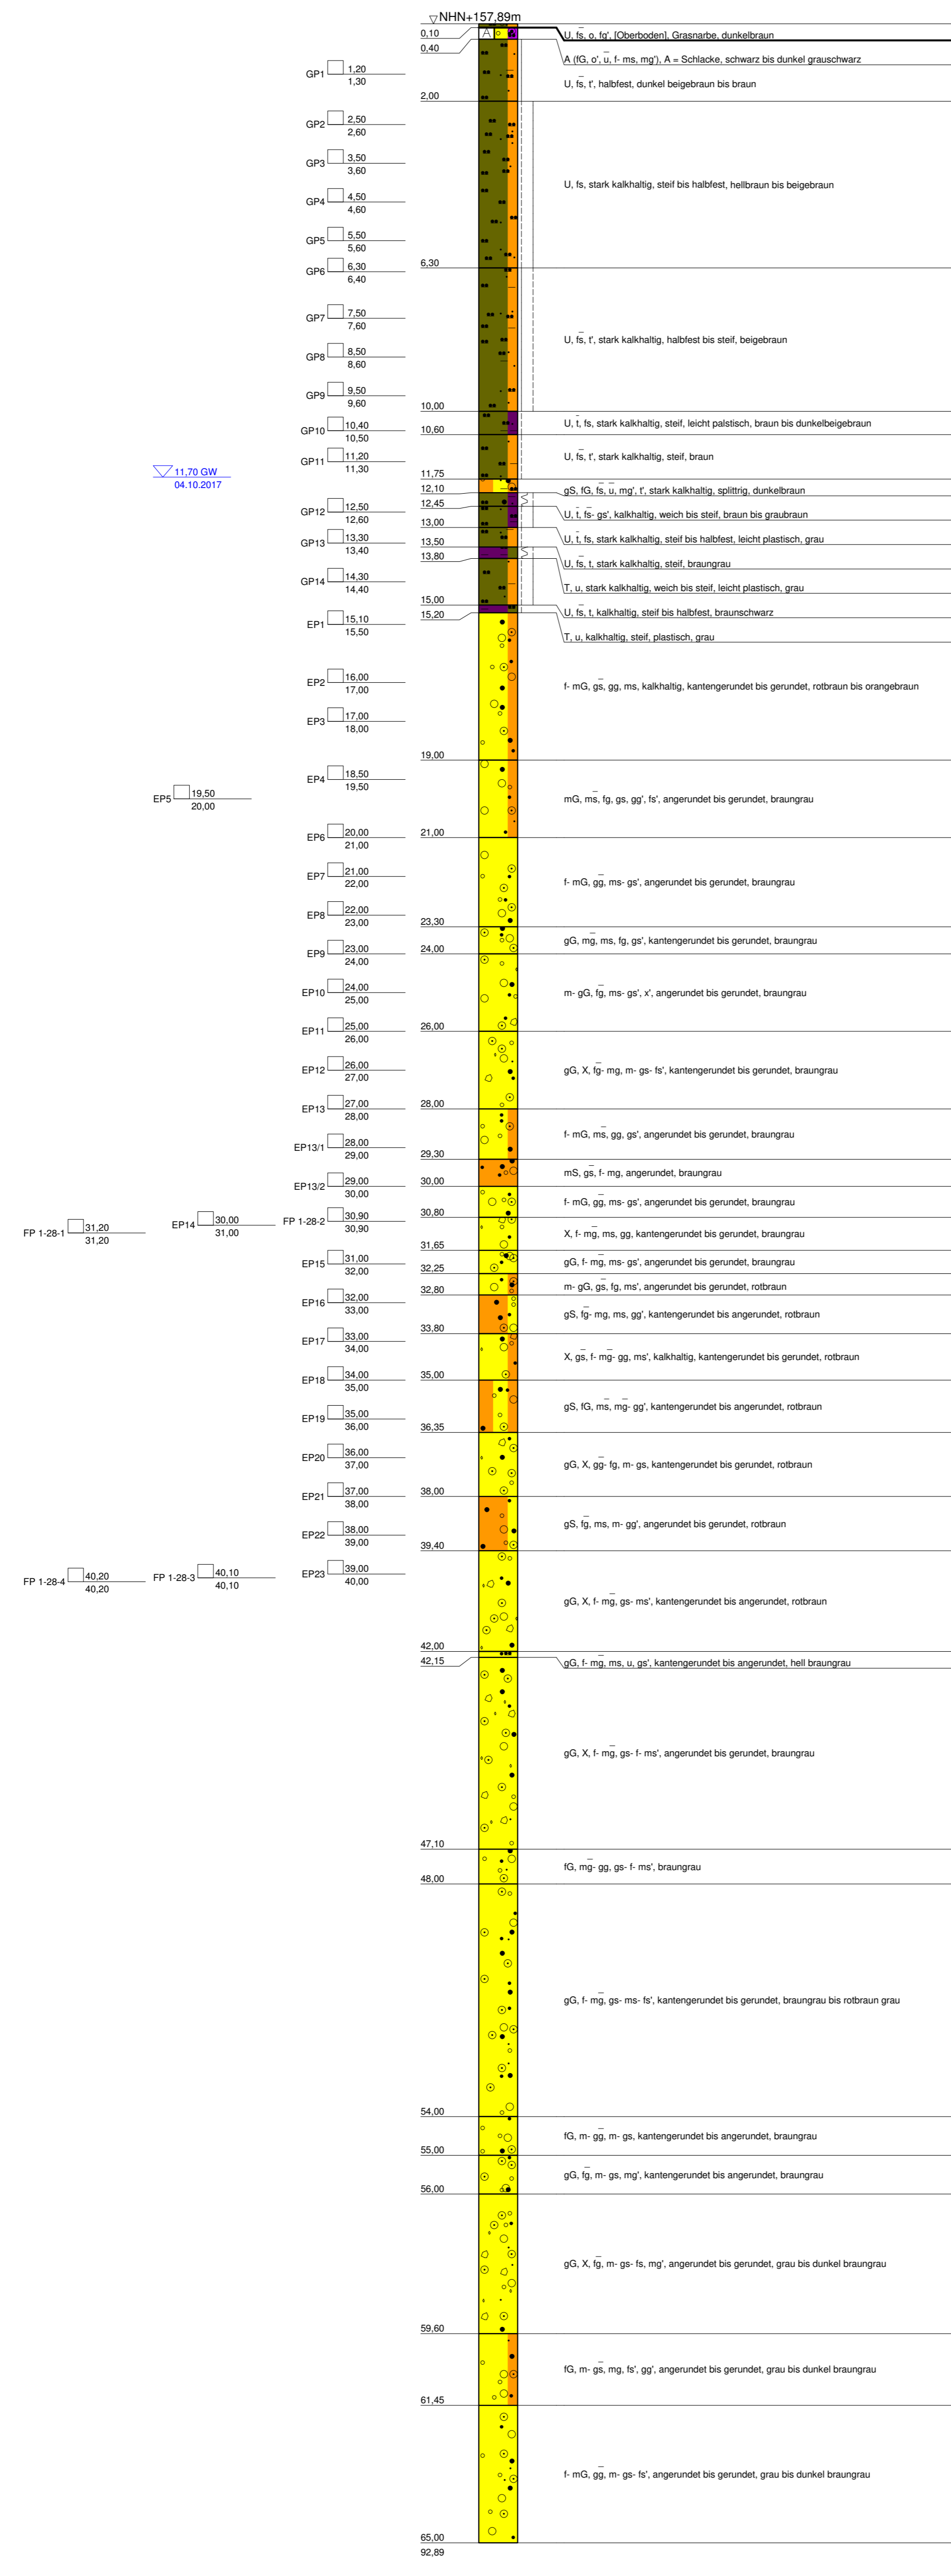 NHN+157,89m
0,10
U, fs, o, fg', [Oberboden], Grasnarbe, dunkelbraun
A
0,40
A (fG, o', ū, f- ms, mg'), A = Schlacke, schwarz bis dunkel grauschwarz
GP1 1,20
1,30
U, fs̅, t', halbfest, dunkel beigebraun bis braun
2,00
GP2 2,50
2,60
GP3 3,50
3,60
U, fs, stark kalkhaltig, steif bis halbfest, hellbraun bis beigebraun
GP4 4,50
4,60
GP5 5,50
5,60
6,30
GP6 6,30
6,40
GP7 7,50
7,60
U, fs̅, t', stark kalkhaltig, halbfest bis steif, beigebraun
GP8 8,50
8,60
GP9 9,50
9,60
10,00
GP10 10,40
10,50
U, t̅, fs, stark kalkhaltig, steif, leicht palstisch, braun bis dunkelbeigebraun
10,60
GP11 11,20
11,30
U, fs̅, t', stark kalkhaltig, steif, braun
11,70 GW
04.10.2017
11,75
12,10
gS, fG, fs̅, ū, mg', t', stark kalkhaltig, splittrig, dunkelbraun
12,45
GP12 12,50
12,60
U, t̅, fs- gs', kalkhaltig, weich bis steif, braun bis graubraun
13,00
GP13 13,30
13,40
U, t̅, fs, stark kalkhaltig, steif bis halbfest, leicht plastisch, grau
13,50
13,80
U, fs̅, t, stark kalkhaltig, steif, braungrau
GP14 14,30
14,40
T, u, stark kalkhaltig, weich bis steif, leicht plastisch, grau
15,00
U, fs̅, t, kalkhaltig, steif bis halbfest, braunschwarz
15,20
EP1 15,10
15,50
T, u, kalkhaltig, steif, plastisch, grau
EP2 16,00
17,00
f- mG, gs̅, gg, ms, kalkhaltig, kantengerundet bis gerundet, rotbraun bis orangebraun
EP3 17,00
18,00
19,00
EP4 18,50
19,50
EP5 19,50
20,00
mG, ms̅, fg, gs, gg', fs', angerundet bis gerundet, braungrau
EP6 20,00
21,00
21,00
EP7 21,00
22,00
f- mG, gg̅, ms- gs', angerundet bis gerundet, braungrau
EP8 22,00
23,00
23,30
EP9 23,00
24,00
gG, mg̅, ms, fg, gs', kantengerundet bis gerundet, braungrau
24,00
EP10 24,00
25,00
m- gG, fg̅, ms- gs', x', angerundet bis gerundet, braungrau
EP11 25,00
26,00
26,00
EP12 26,00
27,00
gG, X, fg̅- mg, m- gs- fs', kantengerundet bis gerundet, braungrau
EP13 27,00
28,00
28,00
EP13/1 28,00
29,00
f- mG, ms̅, gg, gs', angerundet bis gerundet, braungrau
29,30
EP13/2 29,00
30,00
mS, gs̅, f- mg, angerundet, braungrau
30,00
f- mG, gg̅, ms- gs', angerundet bis gerundet, braungrau
30,80
FP 1-28-1 31,20
31,20
EP14 30,00
31,00
FP 1-28-2 30,90
30,90
X, f- mg̅, ms, gg, kantengerundet bis gerundet, braungrau
31,65
EP15 31,00
32,00
gG, f- mg̅, ms- gs', angerundet bis gerundet, braungrau
32,25
m- gG, gs̅, fg, ms', angerundet bis gerundet, rotbraun
32,80
EP16 32,00
33,00
gS, fg̅- mg, ms, gg', kantengerundet bis angerundet, rotbraun
33,80
EP17 33,00
34,00
X, gs̅, f- mg̅- gg, ms', kalkhaltig, kantengerundet bis gerundet, rotbraun
EP18 34,00
35,00
35,00
EP19 35,00
36,00
gS, fG, ms̅, mg̅- gg', kantengerundet bis angerundet, rotbraun
36,35
EP20 36,00
37,00
gG, X, gg̅- fg, m- gs, kantengerundet bis angerundet, rotbraun
EP21 37,00
38,00
38,00
EP22 38,00
39,00
gS, fg̅, ms, m- gg', angerundet bis gerundet, rotbraun
39,40
FP 1-28-4 40,20
40,20
FP 1-28-3 40,10
40,10
EP23 39,00
40,00
gG, X, f- mg̅, gs- ms', kantengerundet bis angerundet, rotbraun
42,00
42,15
gG, f- mg̅, ms, u, gs', kantengerundet bis angerundet, hell braungrau
gG, X, f- mg̅, gs- f- ms', angerundet bis gerundet, braungrau
47,10
fG, mg̅- gg, gs- f- ms', braungrau
48,00
gG, f- mg̅, gs- ms- fs', kantengerundet bis gerundet, braungrau bis rotbraun grau
54,00
fG, m- gg̅, m- gs, kantengerundet bis angerundet, braungrau
55,00
gG, fg̅, m- gs, mg', kantengerundet bis angerundet, braungrau
56,00
gG, X, fg̅, m- gs- fs, mg', angerundet bis gerundet, grau bis dunkel braungrau
59,60
fG, m- gs̅, mg, fs', gg', angerundet bis gerundet, grau bis dunkel braungrau
61,45
f- mG, gg̅, m- gs- fs', angerundet bis gerundet, grau bis dunkel braungrau
65,00
92,89